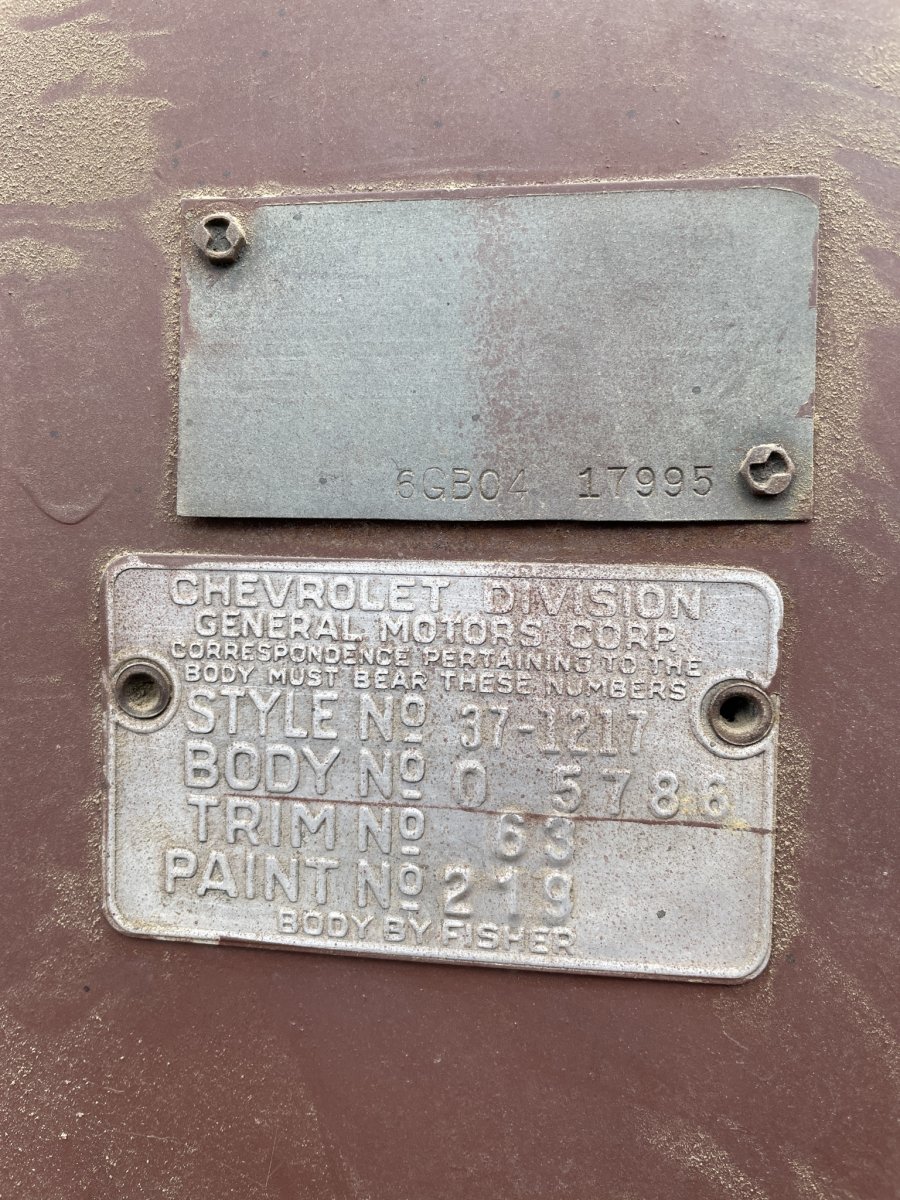 6GB04 17995
CHEVROLET DIVISION
GENERAL MOTORS CORP.
CORRESPONDENCE PERTAINING TO THE
BODY MUST BEAR THESE NUMBERS
STYLE Nº 37-1217
BODY Nº 0 5786
TRIM Nº 63
PAINT Nº 219
BODY BY FISHER